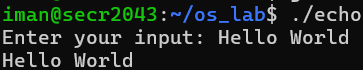 iman@secr2043:~/os_lab$ ./echo
Enter your input: Hello World
Hello World